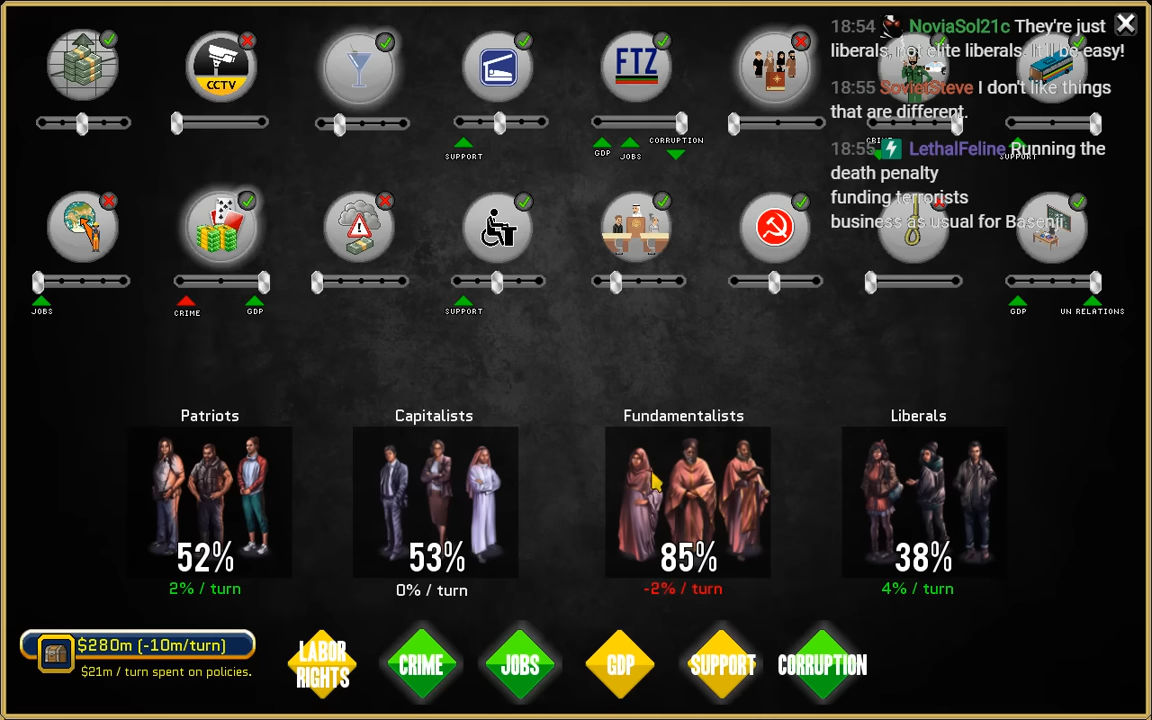 18:54 NoviaSol21c They're just
liberals, not elite liberals. It'll be easy!
CCTV
FTZ
18:55 SovietSteve I don't like things
that are different.
SUPPORT
GDP
JOBS
CORRUPTION
CRIME
SUPPORT
18:55 LethalFeline Running the
death penalty
funding terrorists
business as usual for Basenji
JOBS
CRIME
GDP
SUPPORT
GDP
UN RELATIONS
Patriots
Capitalists
Fundamentalists
Liberals
52%
53%
85%
38%
2% / turn
0% / turn
-2% / turn
4% / turn
$280m (-10m/turn)
$21m / turn spent on policies.
LABOR
RIGHTS
CRIME
JOBS
GDP
SUPPORT
CORRUPTION